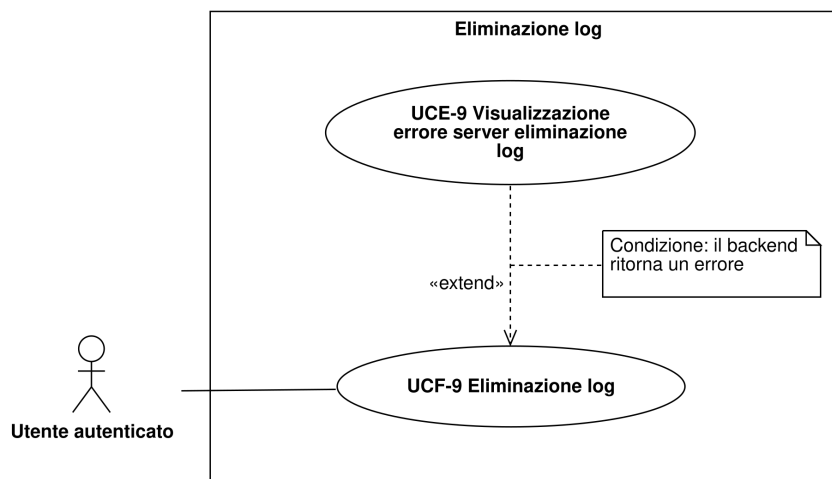 Eliminazione log
UCE-9 Visualizzazione
errore server eliminazione
log
Condizione: il backend
ritorna un errore
«extend»
UCF-9 Eliminazione log
Utente autenticato